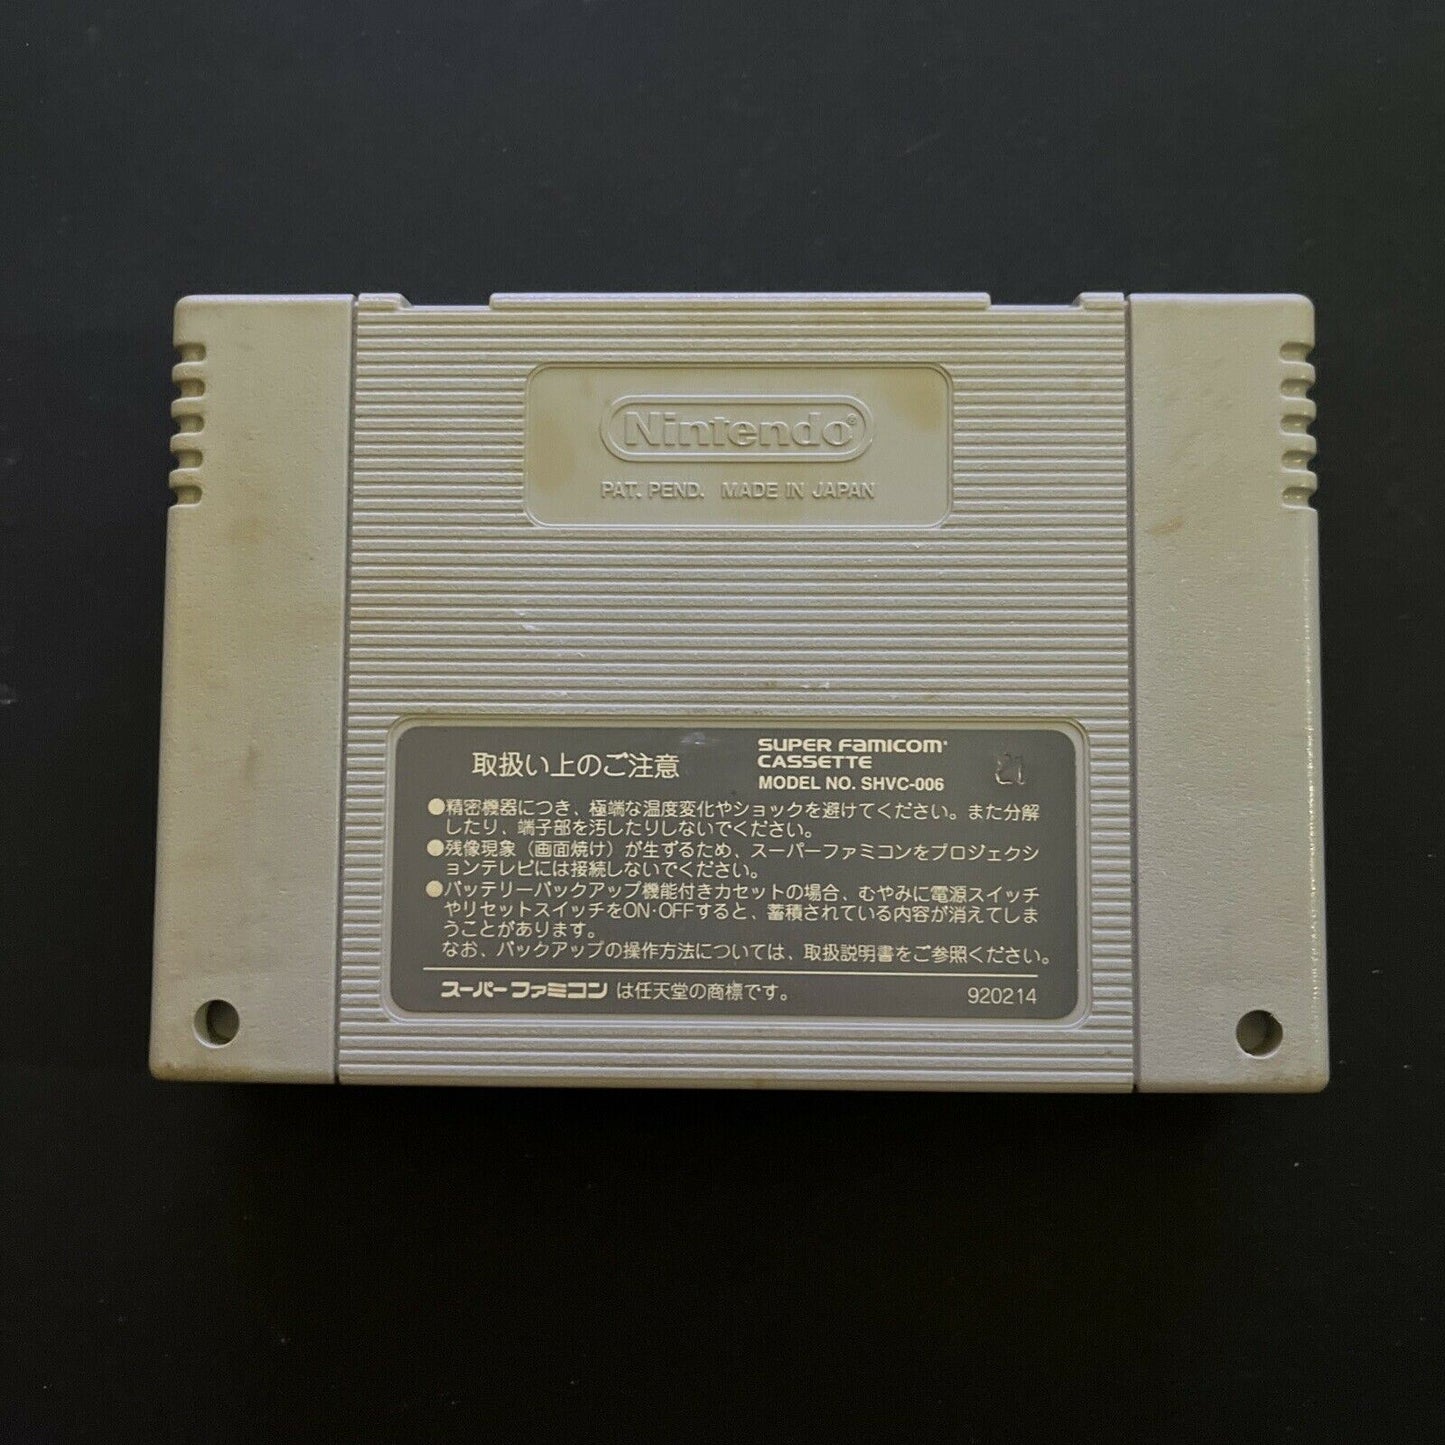 Nintendo®
PAT. PEND. MADE IN JAPAN
取扱い上のご注意
SUPER FAMICOM
CASSETTE
MODEL NO. SHVC-006
21
●精密機器につき、極端な温度変化やショックを避けてください。また分解
したり、端子部を汚したりしないでください。
●残像現象（画面焼け）が生ずるため、スーパーファミコンをプロジェクシ
ョンテレビには接続しないでください。
●バッテリーバックアップ機能付きカセットの場合、むやみに電源スイッチ
やリセットスイッチをON・OFFすると、蓄積されている内容が消えてしま
うことがあります。
なお、バックアップの操作方法については、取扱説明書をご参照ください。
スーパーファミコン は任天堂の商標です。
920214